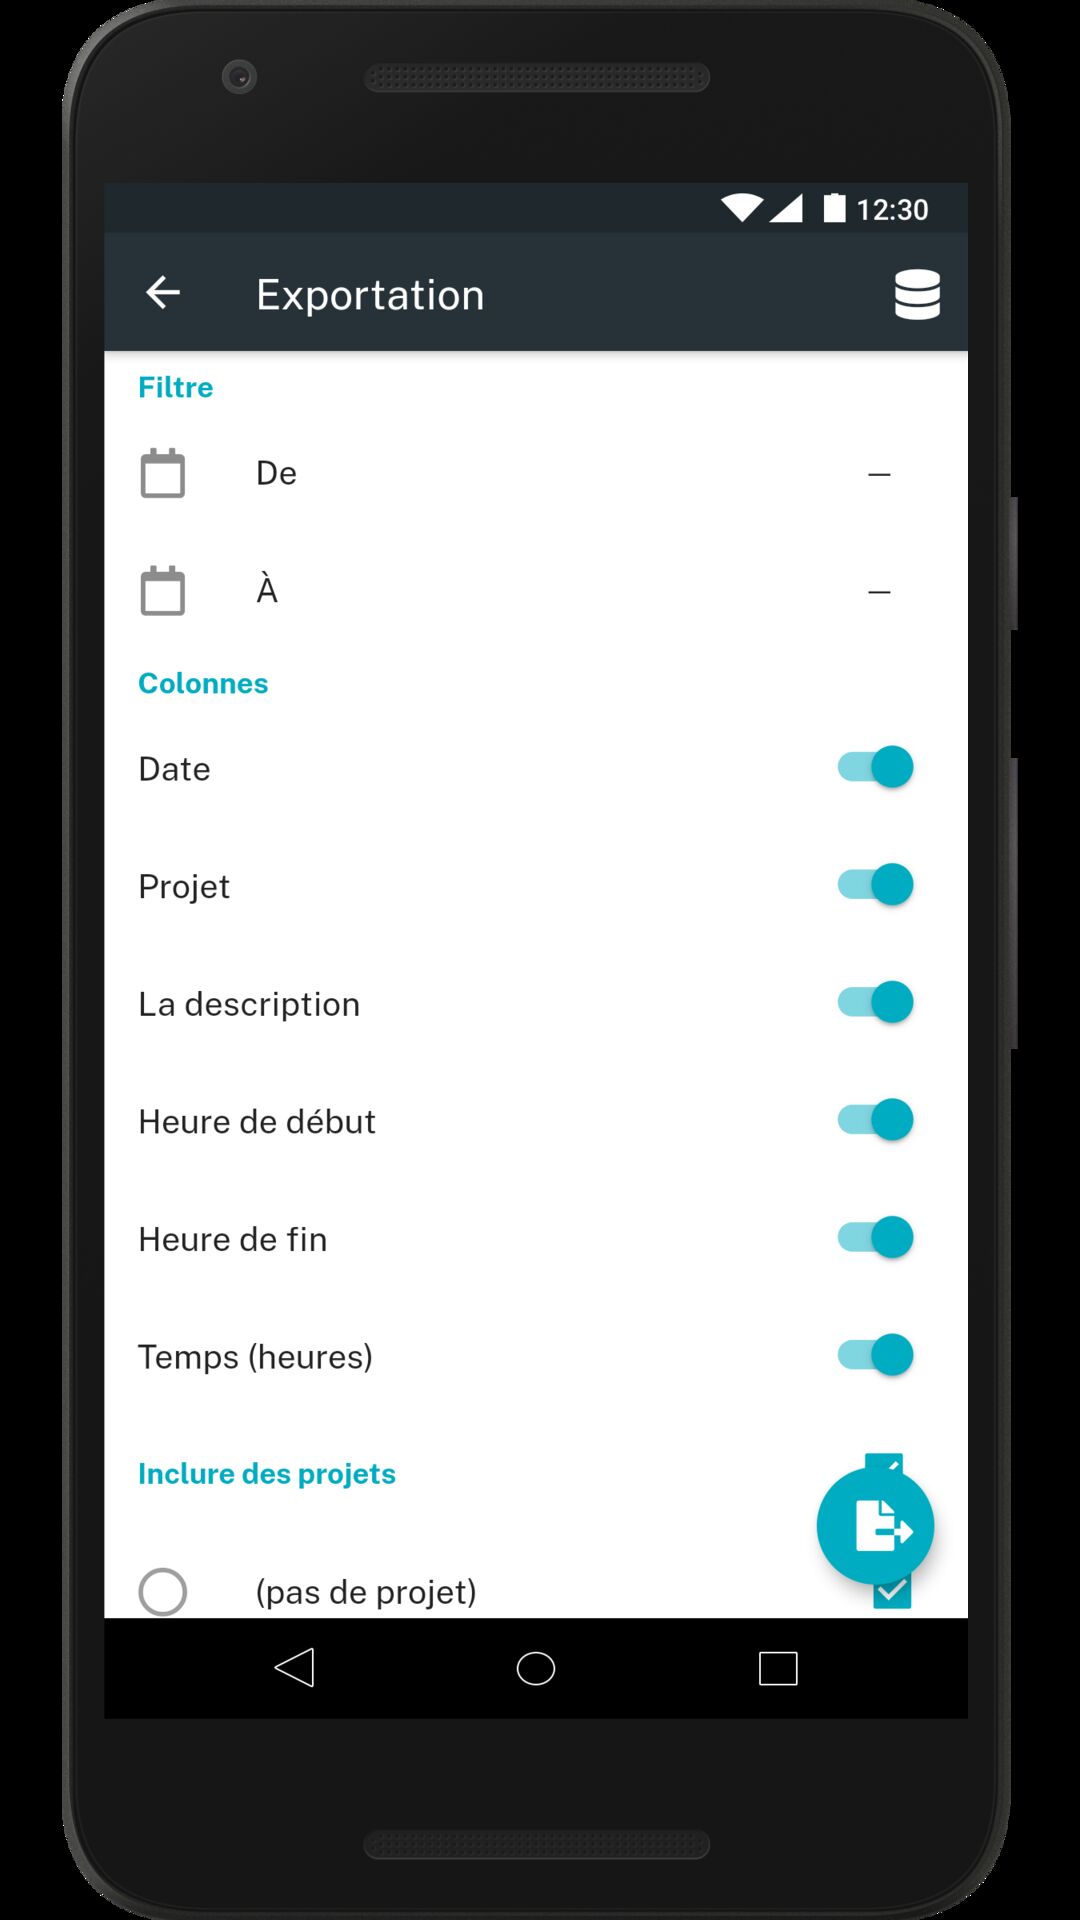 12:30
Exportation
Filtre
De –
À –
Colonnes
Date
Projet
La description
Heure de début
Heure de fin
Temps (heures)
Inclure des projets
(pas de projet)